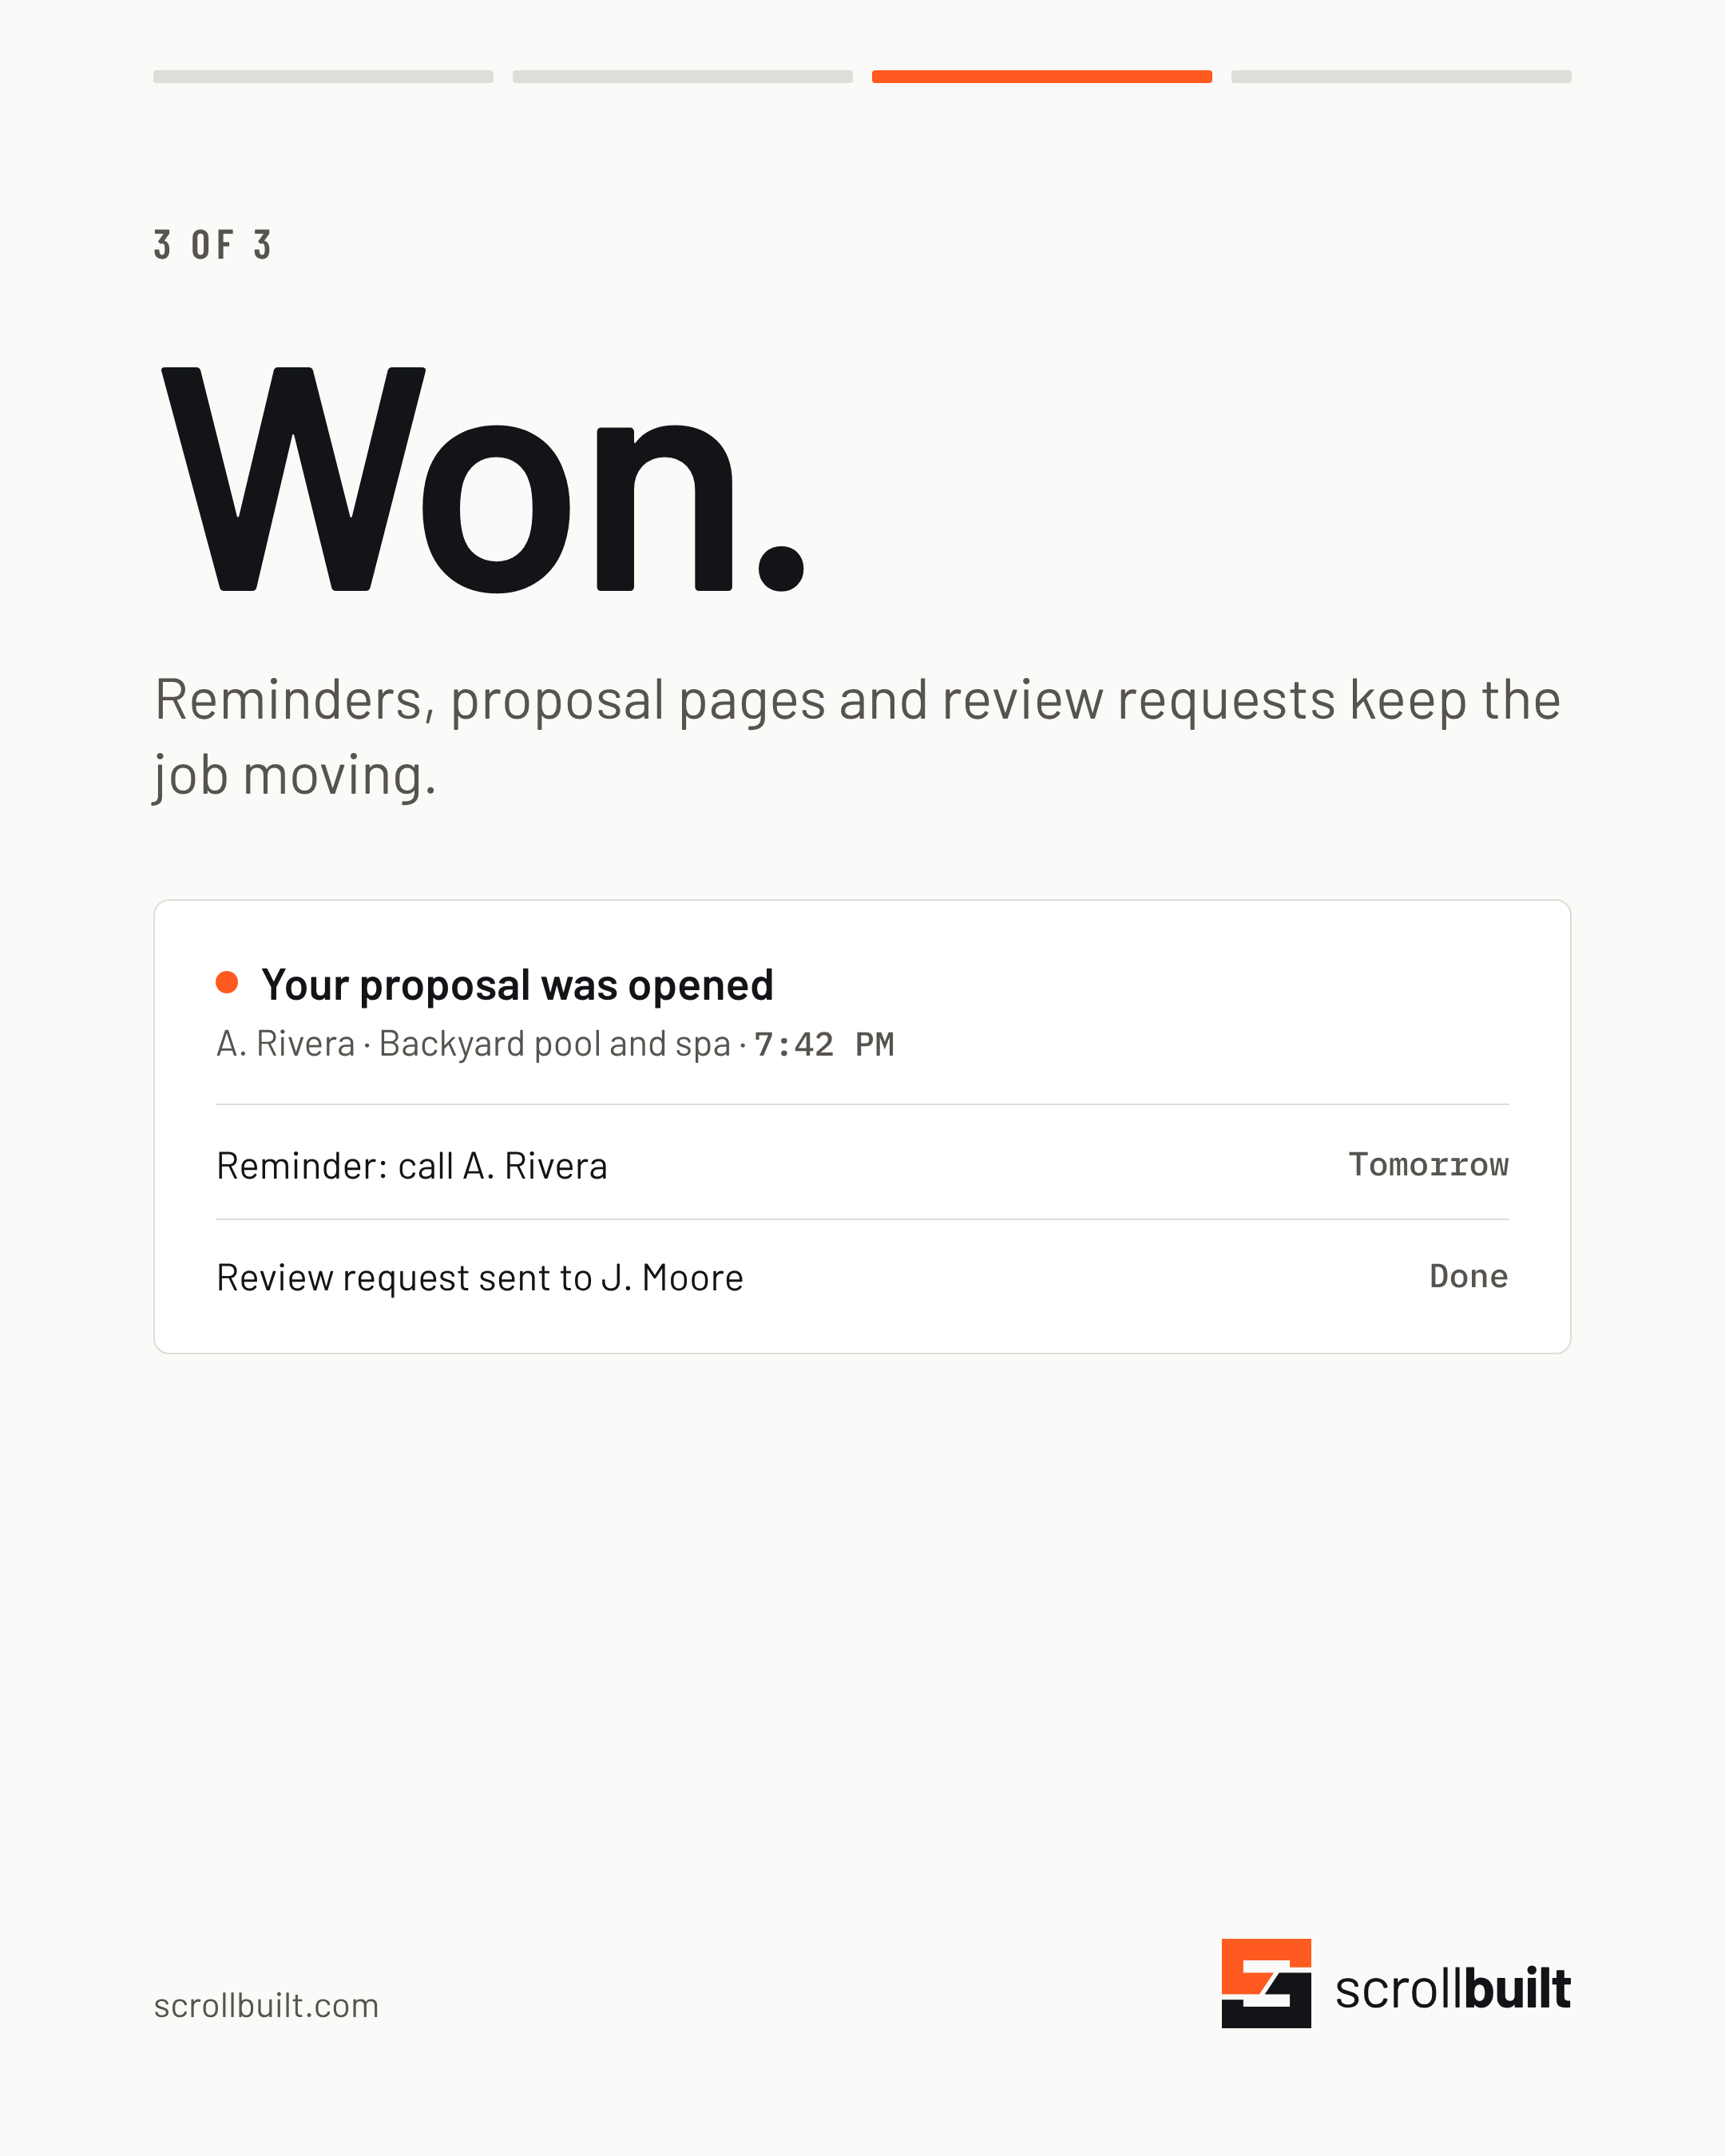 3 OF 3
Won.
Reminders, proposal pages and review requests keep the
job moving.
Your proposal was opened
A. Rivera · Backyard pool and spa · 7:42 PM
Reminder: call A. Rivera Tomorrow
Review request sent to J. Moore Done
scrollbuilt.com
scrollbuilt